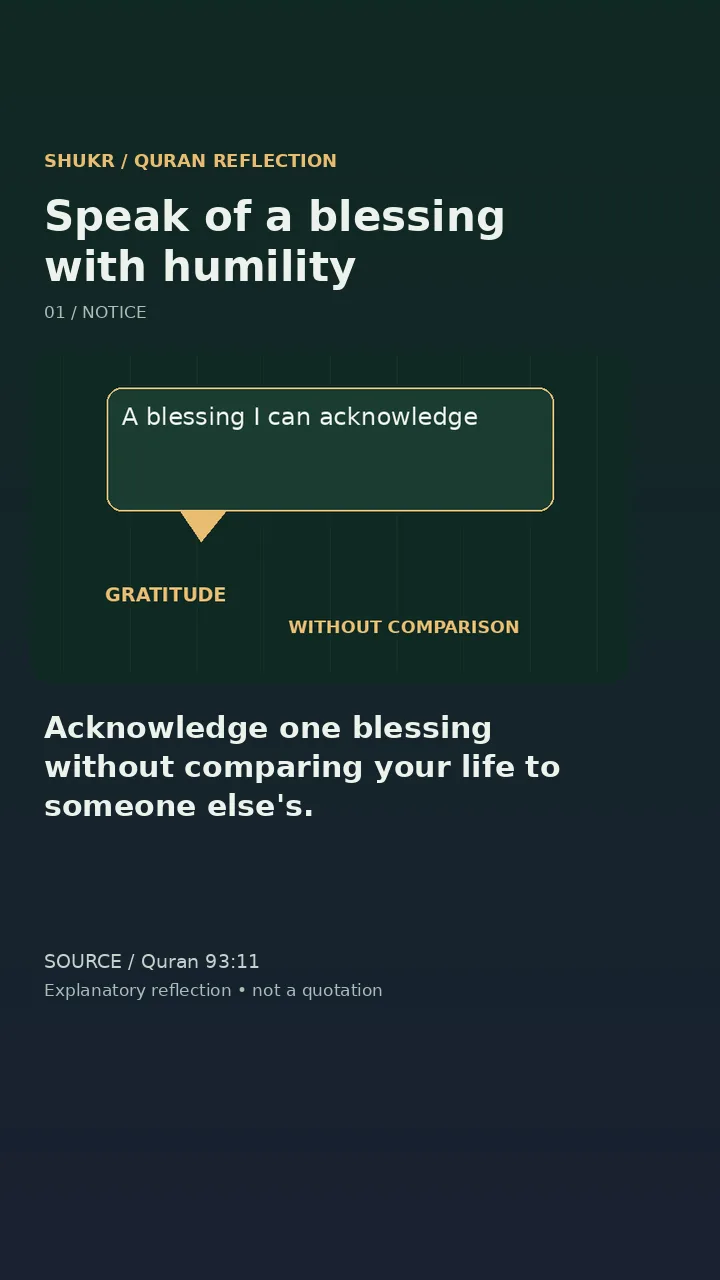 SHUKR / QURAN REFLECTION
Speak of a blessing
with humility
01 / NOTICE
A blessing I can acknowledge
GRATITUDE
WITHOUT COMPARISON
Acknowledge one blessing
without comparing your life to
someone else's.
SOURCE / Quran 93:11
Explanatory reflection • not a quotation